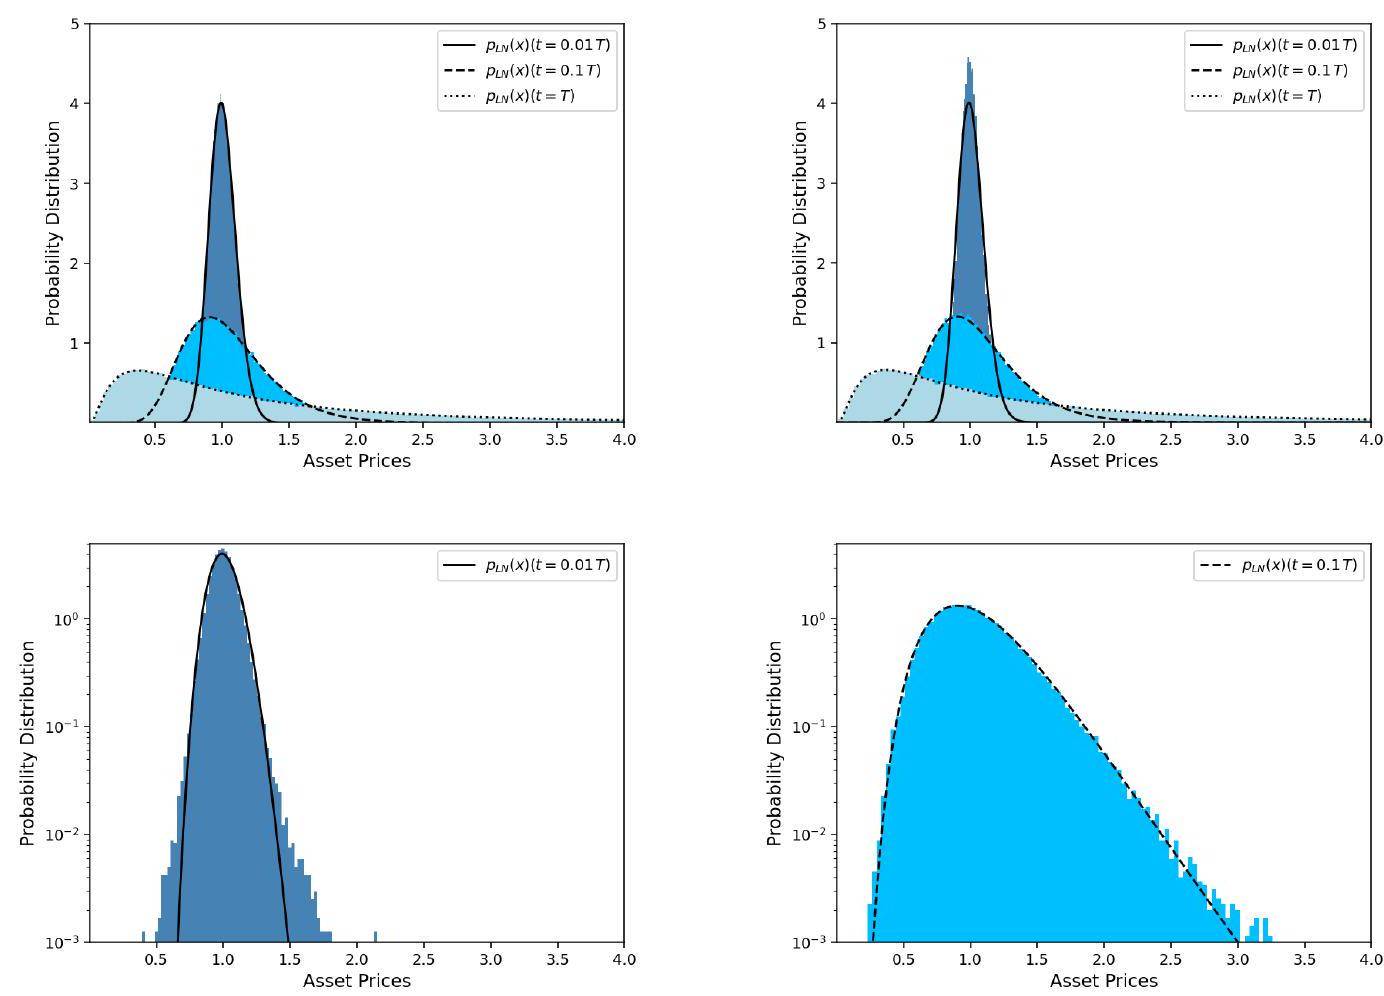 5
4
3
2
1
Probability Distribution
p_LN(x)(t = 0.01T)
p_LN(x)(t = 0.1T)
p_LN(x)(t = T)
0.5 1.0 1.5 2.0 2.5 3.0 3.5 4.0
Asset Prices
5
4
3
2
1
Probability Distribution
p_LN(x)(t = 0.01T)
p_LN(x)(t = 0.1T)
p_LN(x)(t = T)
0.5 1.0 1.5 2.0 2.5 3.0 3.5 4.0
Asset Prices
10⁰
10⁻¹
10⁻²
10⁻³
Probability Distribution
p_LN(x)(t = 0.01T)
0.5 1.0 1.5 2.0 2.5 3.0 3.5 4.0
Asset Prices
10⁰
10⁻¹
10⁻²
10⁻³
Probability Distribution
p_LN(x)(t = 0.1T)
0.5 1.0 1.5 2.0 2.5 3.0 3.5 4.0
Asset Prices